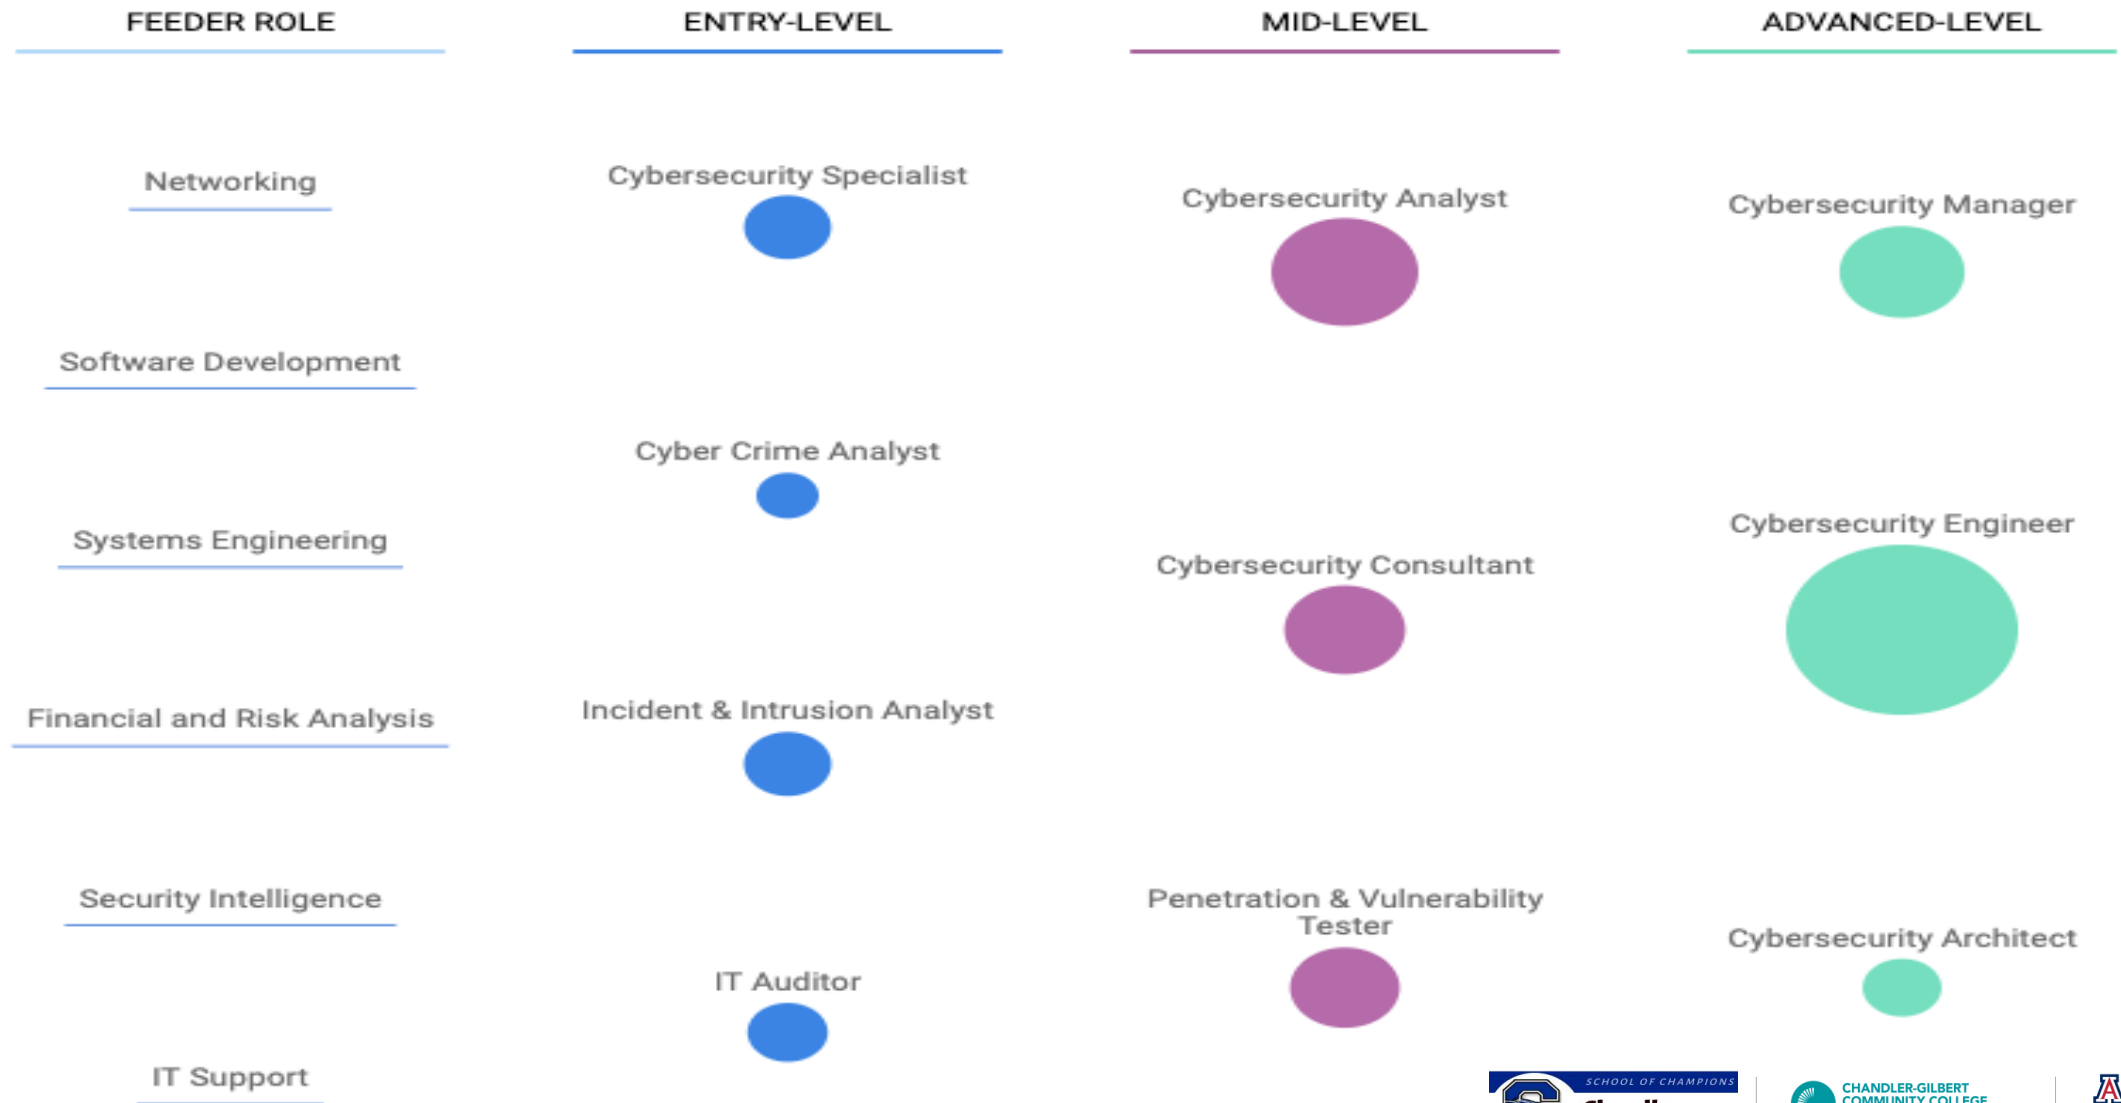 FEEDER ROLE
ENTRY-LEVEL
MID-LEVEL
ADVANCED-LEVEL
Networking
Software Development
Systems Engineering
Financial and Risk Analysis
Security Intelligence
IT Support
Cybersecurity Specialist
Cyber Crime Analyst
Incident & Intrusion Analyst
IT Auditor
Cybersecurity Analyst
Cybersecurity Consultant
Penetration & Vulnerability
Tester
Cybersecurity Manager
Cybersecurity Engineer
Cybersecurity Architect
SCHOOL OF CHAMPIONS
CHANDLER-GILBERT
COMMUNITY COLLEGE
A